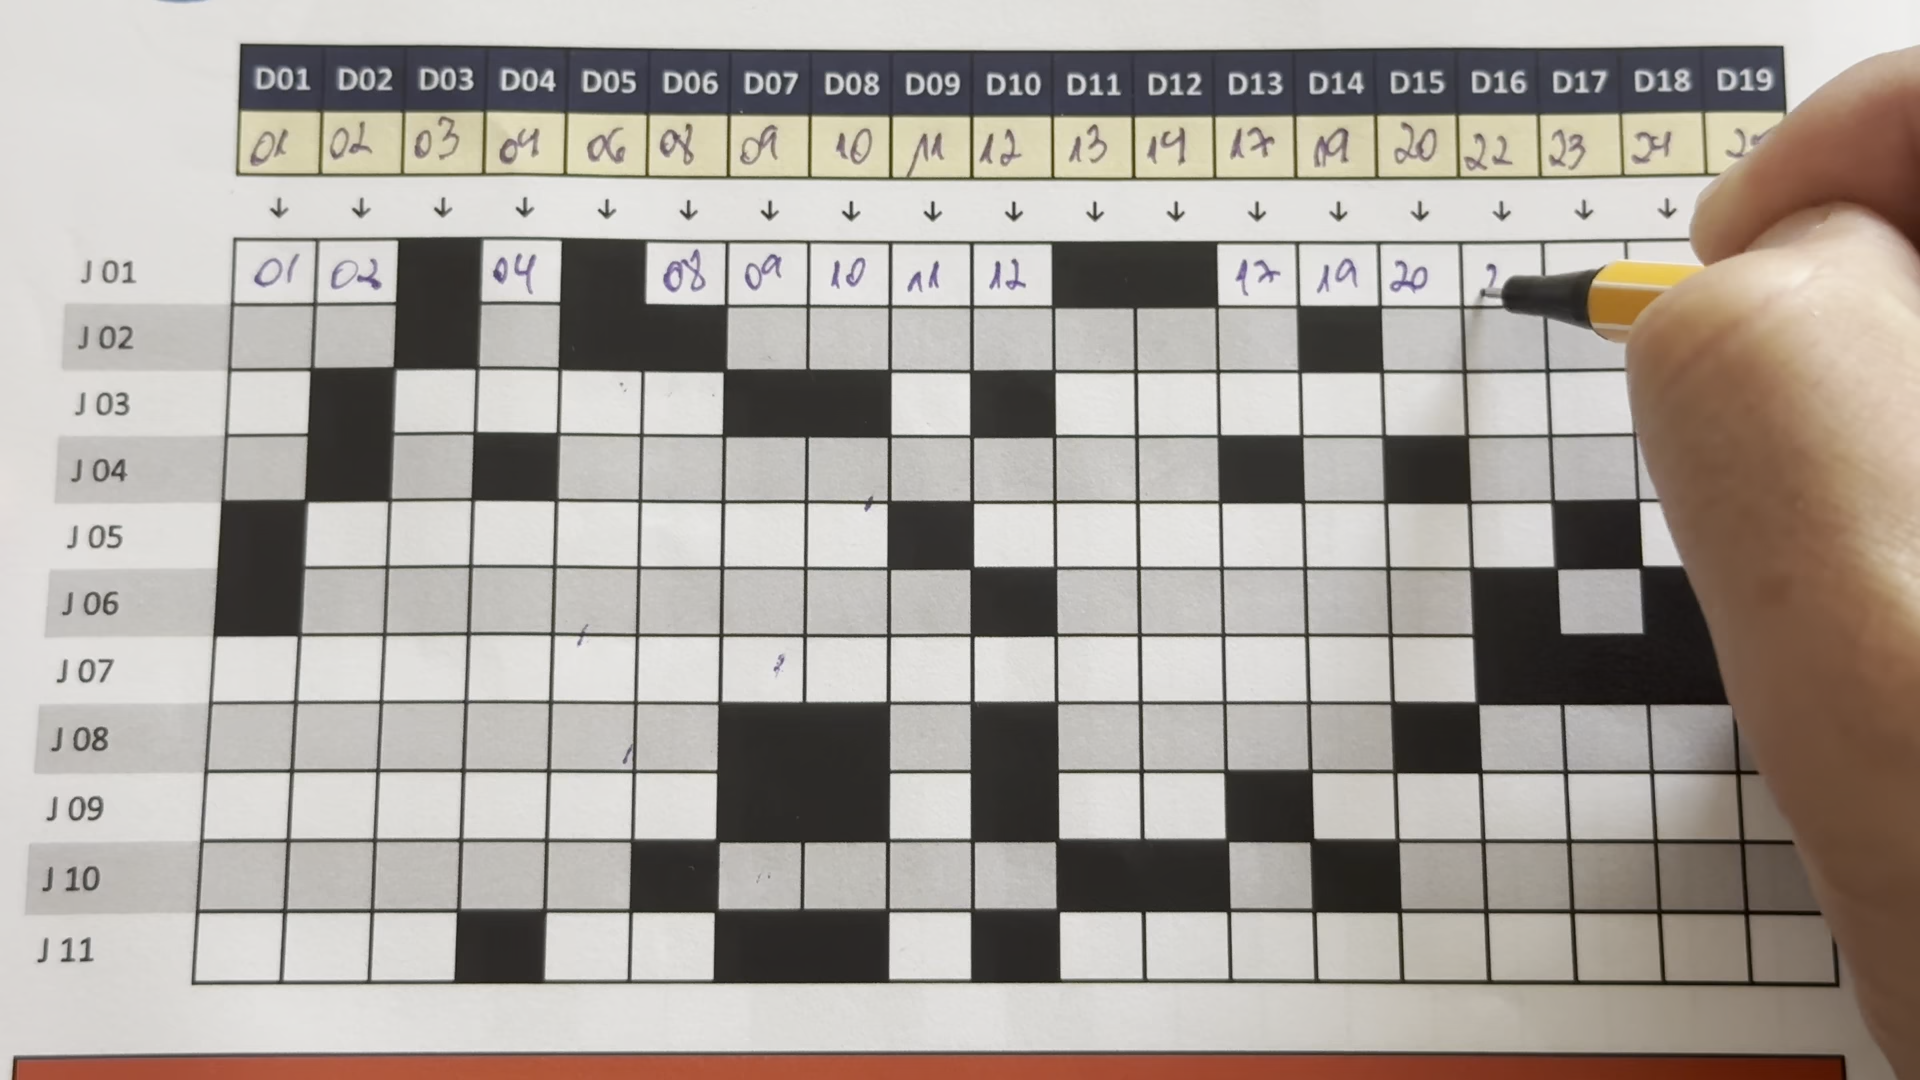 D01 D02 D03 D04 D05 D06 D07 D08 D09 D10 D11 D12 D13 D14 D15 D16 D17 D18 D19
01 02 03 04 06 08 09 10 11 12 13 14 17 19 20 22 23 24
↓ ↓ ↓ ↓ ↓ ↓ ↓ ↓ ↓ ↓ ↓ ↓ ↓ ↓ ↓ ↓ ↓ ↓
J 01 01 02 04 08 09 10 11 12 17 19 20 2
J 02
J 03
J 04
J 05
J 06
J 07
J 08
J 09
J 10
J 11